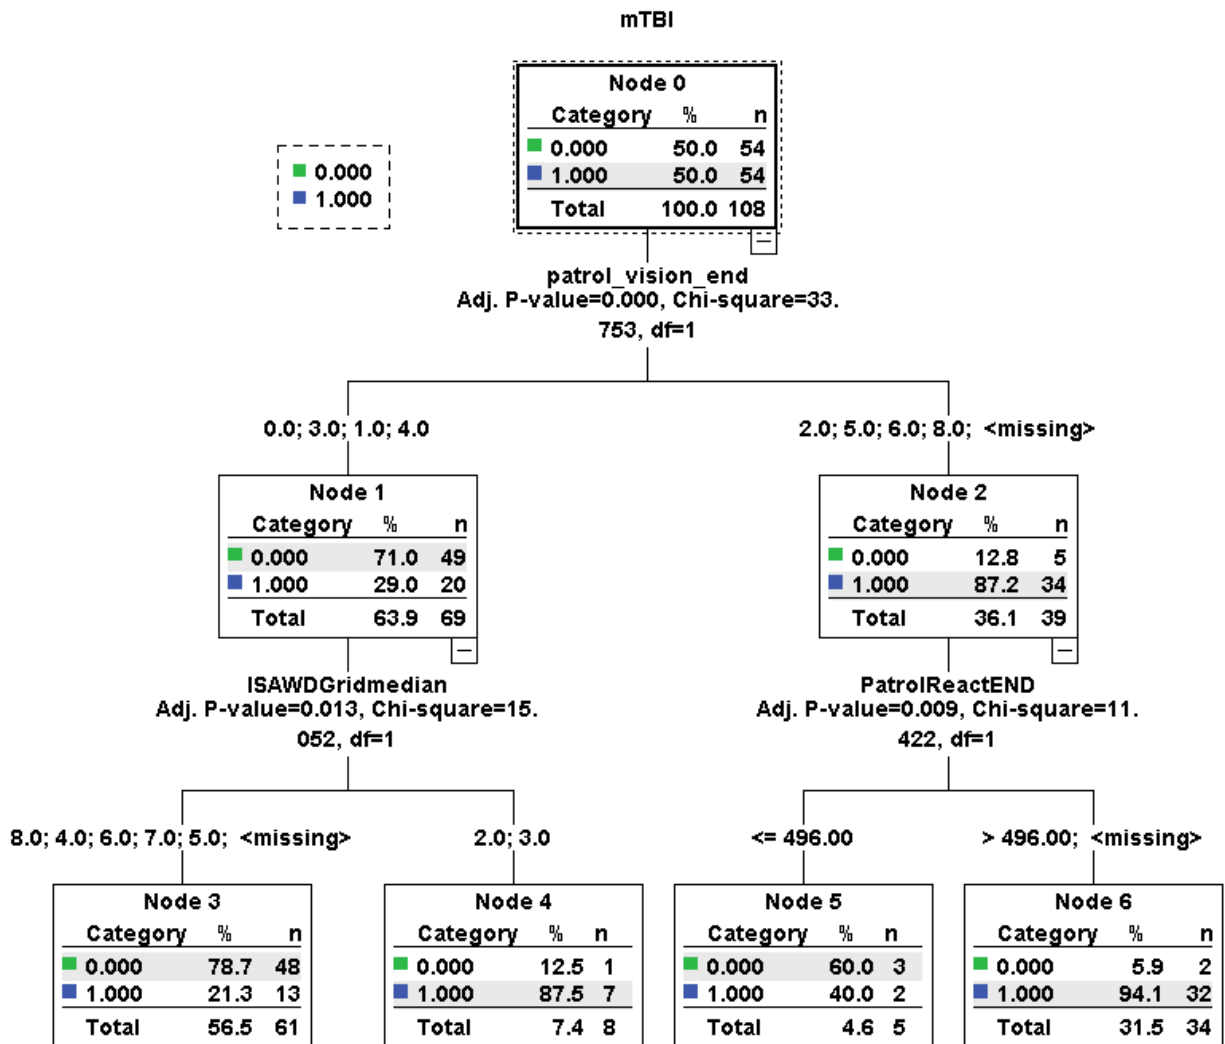 mTBI
Node 0
Category % n
0.000 50.0 54
1.000 50.0 54
Total 100.0 108
0.000
1.000
patrol_vision_end
Adj. P-value=0.000, Chi-square=33.
753, df=1
0.0; 3.0; 1.0; 4.0
2.0; 5.0; 6.0; 8.0; <missing>
Node 1
Category % n
0.000 71.0 49
1.000 29.0 20
Total 63.9 69
Node 2
Category % n
0.000 12.8 5
1.000 87.2 34
Total 36.1 39
ISAWDGridmedian
Adj. P-value=0.013, Chi-square=15.
052, df=1
PatrolReactEND
Adj. P-value=0.009, Chi-square=11.
422, df=1
8.0; 4.0; 6.0; 7.0; 5.0; <missing>
2.0; 3.0
<= 496.00
> 496.00; <missing>
Node 3
Category % n
0.000 78.7 48
1.000 21.3 13
Total 56.5 61
Node 4
Category % n
0.000 12.5 1
1.000 87.5 7
Total 7.4 8
Node 5
Category % n
0.000 60.0 3
1.000 40.0 2
Total 4.6 5
Node 6
Category % n
0.000 5.9 2
1.000 94.1 32
Total 31.5 34